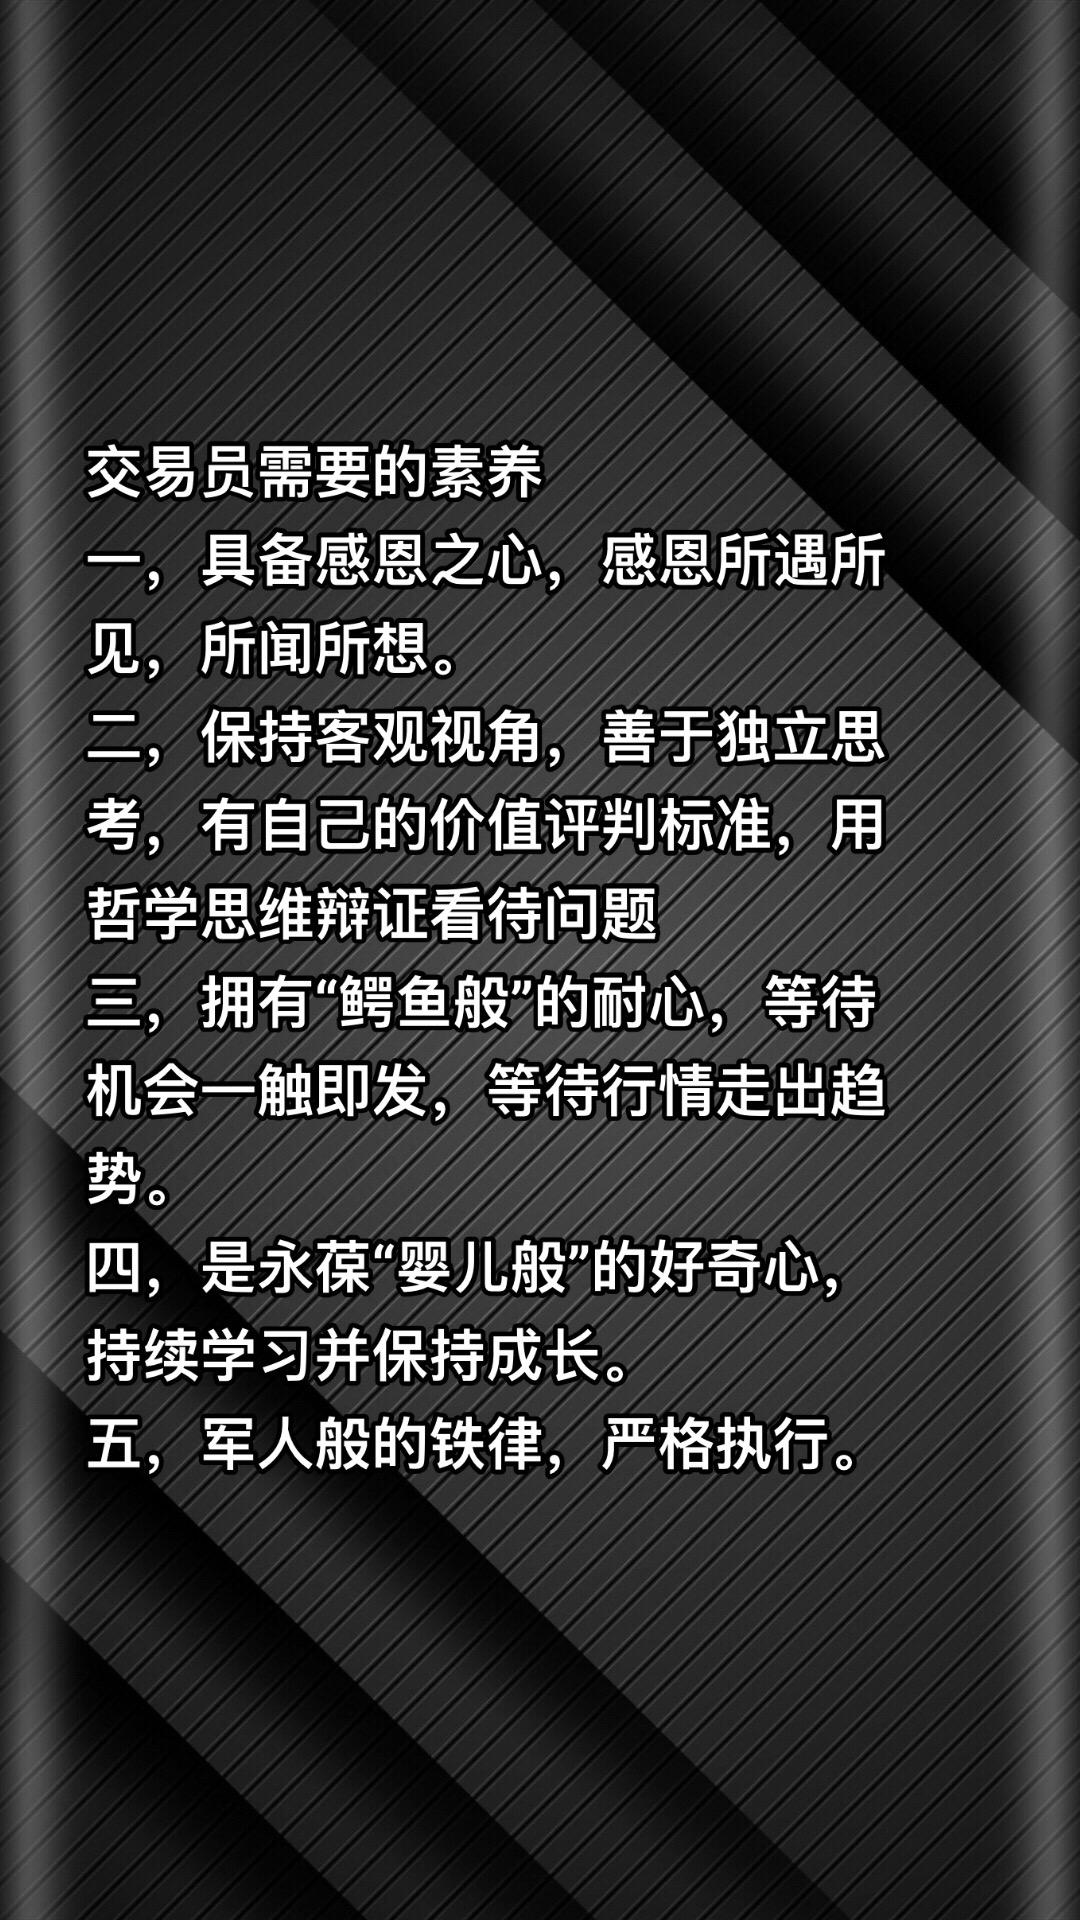 交易员需要的素养
一，具备感恩之心，感恩所遇所
见，所闻所想。
二，保持客观视角，善于独立思
考，有自己的价值评判标准，用
哲学思维辩证看待问题
三，拥有“鳄鱼般”的耐心，等待
机会一触即发，等待行情走出趋
势。
四，是永葆“婴儿般”的好奇心，
持续学习并保持成长。
五，军人般的铁律，严格执行。